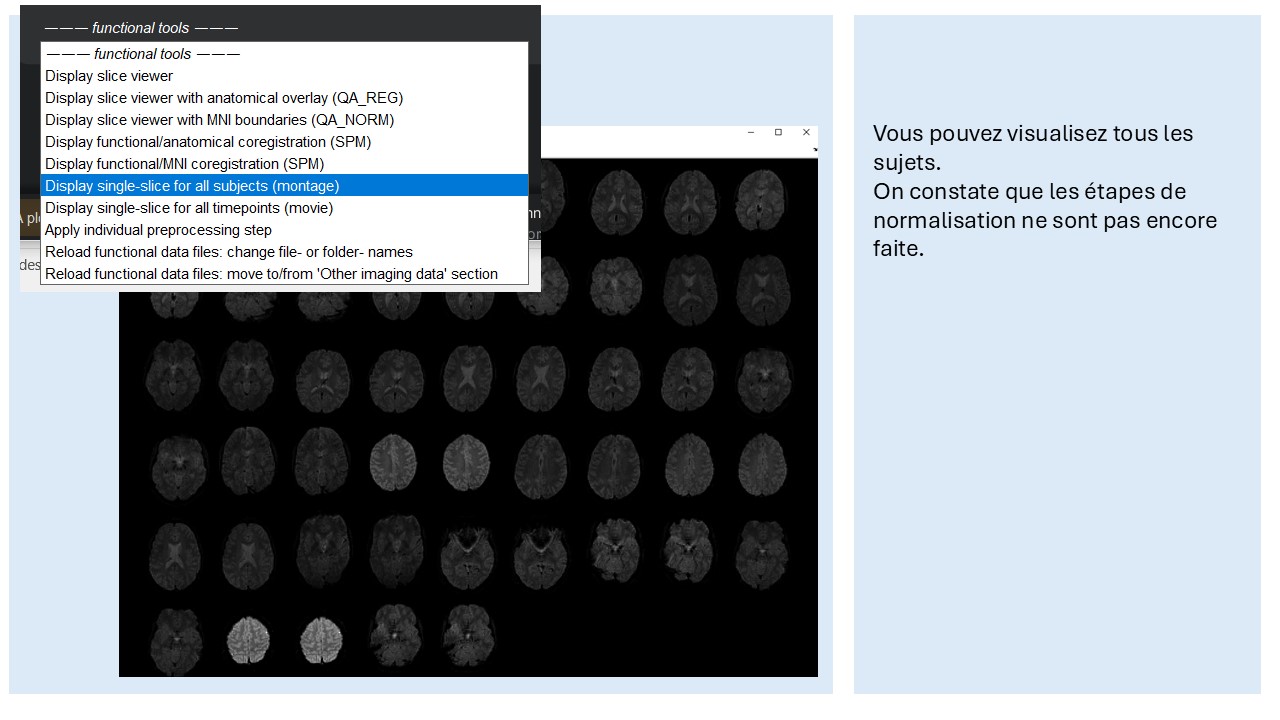 ——— functional tools ———
——— functional tools ———
Display slice viewer
Display slice viewer with anatomical overlay (QA_REG)
Display slice viewer with MNI boundaries (QA_NORM)
Display functional/anatomical coregistration (SPM)
Display functional/MNI coregistration (SPM)
Display single-slice for all subjects (montage)
Display single-slice for all timepoints (movie)
Apply individual preprocessing step
Reload functional data files: change file- or folder- names
Reload functional data files: move to/from 'Other imaging data' section
Vous pouvez visualisez tous les
sujets.
On constate que les étapes de
normalisation ne sont pas encore
faite.